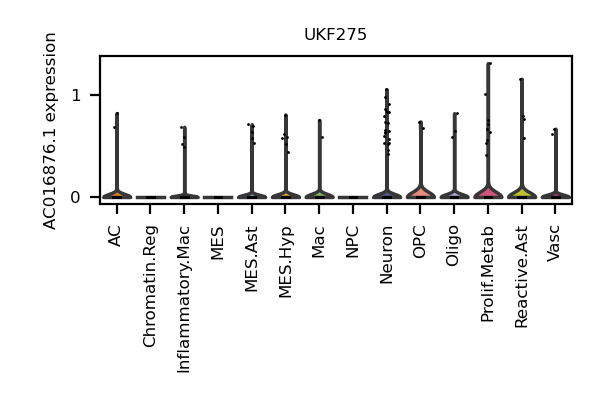 UKF275
AC016876.1 expression
1
0
AC
Chromatin.Reg
Inflammatory.Mac
MES
MES.Ast
MES.Hyp
Mac
NPC
Neuron
OPC
Oligo
Prolif.Metab
Reactive.Ast
Vasc